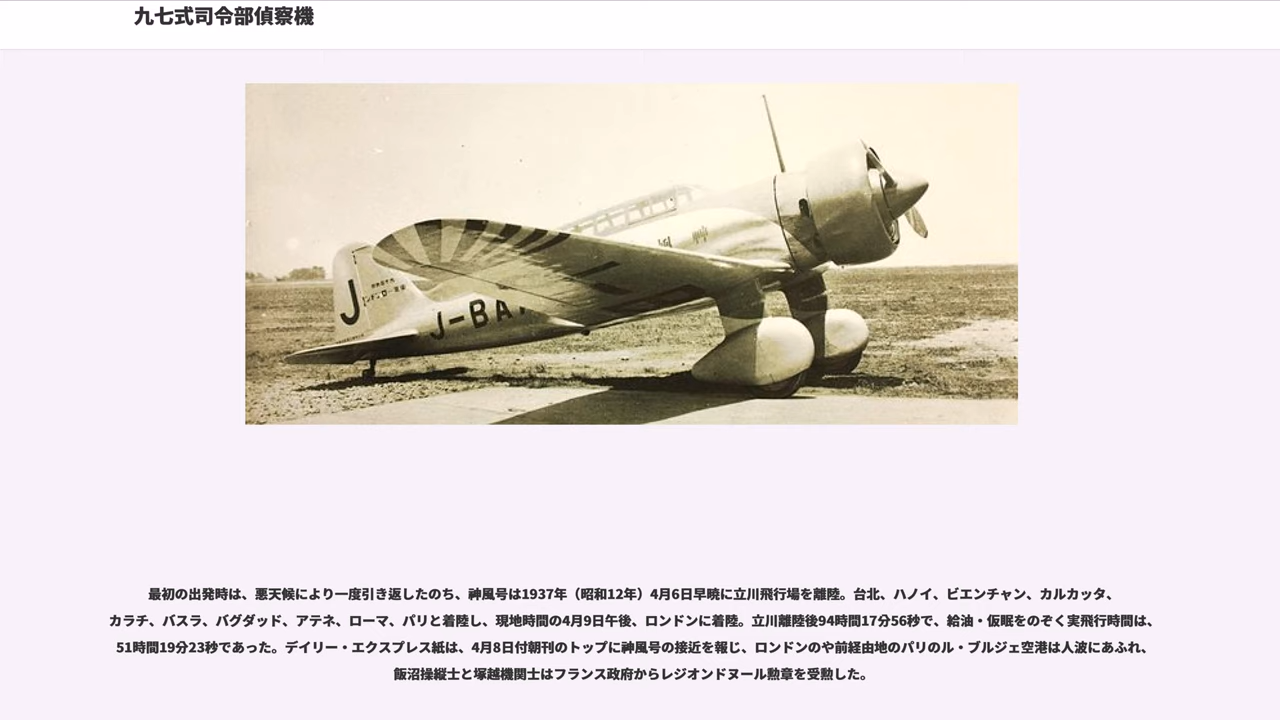 九七式司令部偵察機
J
J-BA
最初の出発時は、悪天候により一度引き返したのち、神風号は1937年（昭和12年）4月6日早暁に立川飛行場を離陸。台北、ハノイ、ビエンチャン、カルカッタ、
カラチ、バスラ、バグダッド、アテネ、ローマ、パリと着陸し、現地時間の4月9日午後、ロンドンに着陸。立川離陸後94時間17分56秒で、給油・仮眠をのぞく実飛行時間は、
51時間19分23秒であった。デイリー・エクスプレス紙は、4月8日付朝刊のトップに神風号の接近を報じ、ロンドンのや前経由地のパリのル・ブルジェ空港は人波にあふれ、
飯沼操縦士と塚越機関士はフランス政府からレジオンドヌール勲章を受勲した。